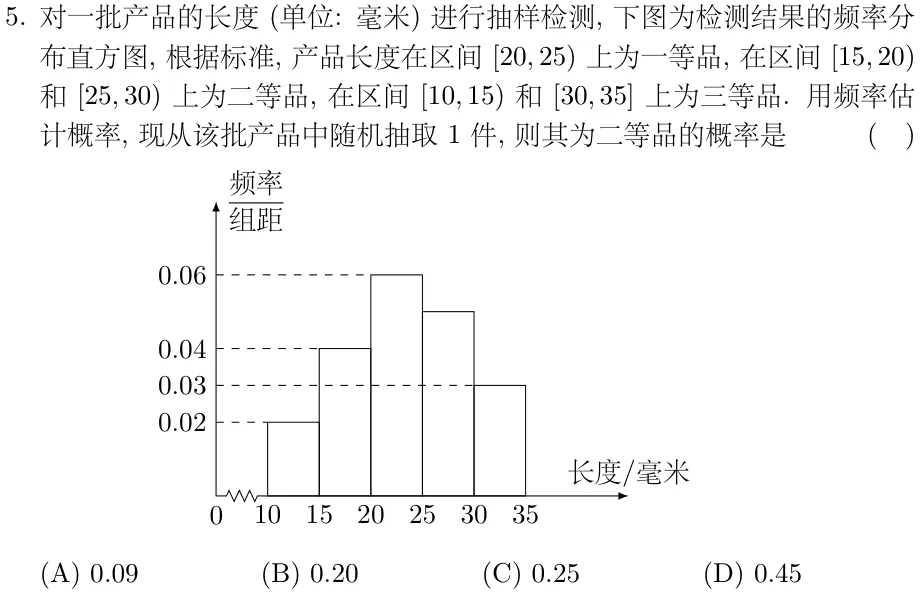 5. 对一批产品的长度 (单位: 毫米) 进行抽样检测, 下图为检测结果的频率分
布直方图, 根据标准, 产品长度在区间 [20, 25) 上为一等品, 在区间 [15, 20)
和 [25, 30) 上为二等品, 在区间 [10, 15) 和 [30, 35] 上为三等品. 用频率估
计概率, 现从该批产品中随机抽取 1 件, 则其为二等品的概率是 ( )
频率
组距
0.06
0.04
0.03
0.02
长度/毫米
0 10 15 20 25 30 35
(A) 0.09 (B) 0.20 (C) 0.25 (D) 0.45